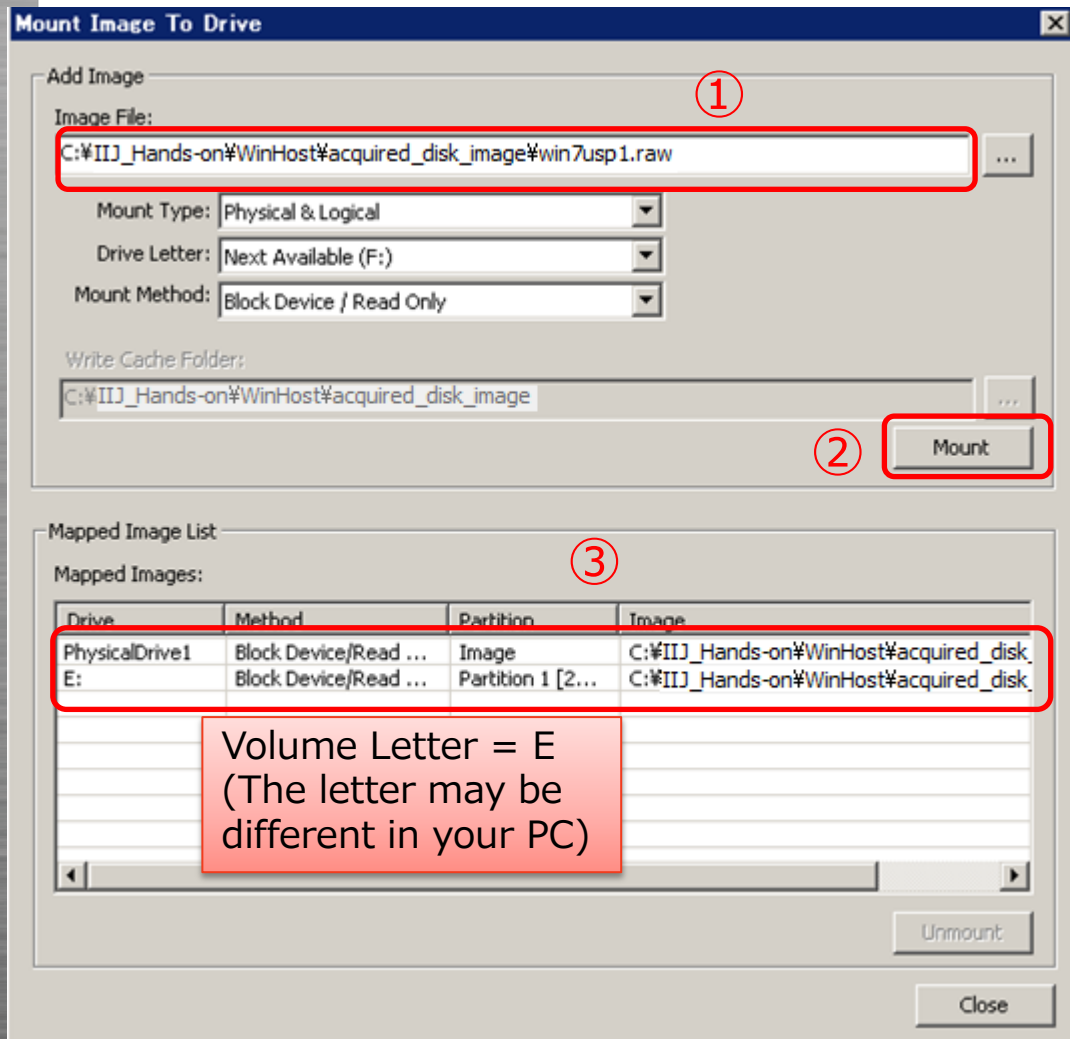 Mount Image To Drive
Add Image
①
Image File:
C:¥IIJ_Hands-on¥WinHost¥acquired_disk_image¥win7usp1.raw
...
Mount Type: Physical & Logical
Drive Letter: Next Available (F:)
Mount Method: Block Device / Read Only
Write Cache Folder:
C:¥IIJ_Hands-on¥WinHost¥acquired_disk_image
...
② Mount
Mapped Image List
③
Mapped Images:
Drive Method Partition Image
PhysicalDrive1 Block Device/Read ... Image C:¥IIJ_Hands-on¥WinHost¥acquired_disk_
E: Block Device/Read ... Partition 1 [2... C:¥IIJ_Hands-on¥WinHost¥acquired_disk_
Volume Letter = E
(The letter may be
different in your PC)
Unmount
Close